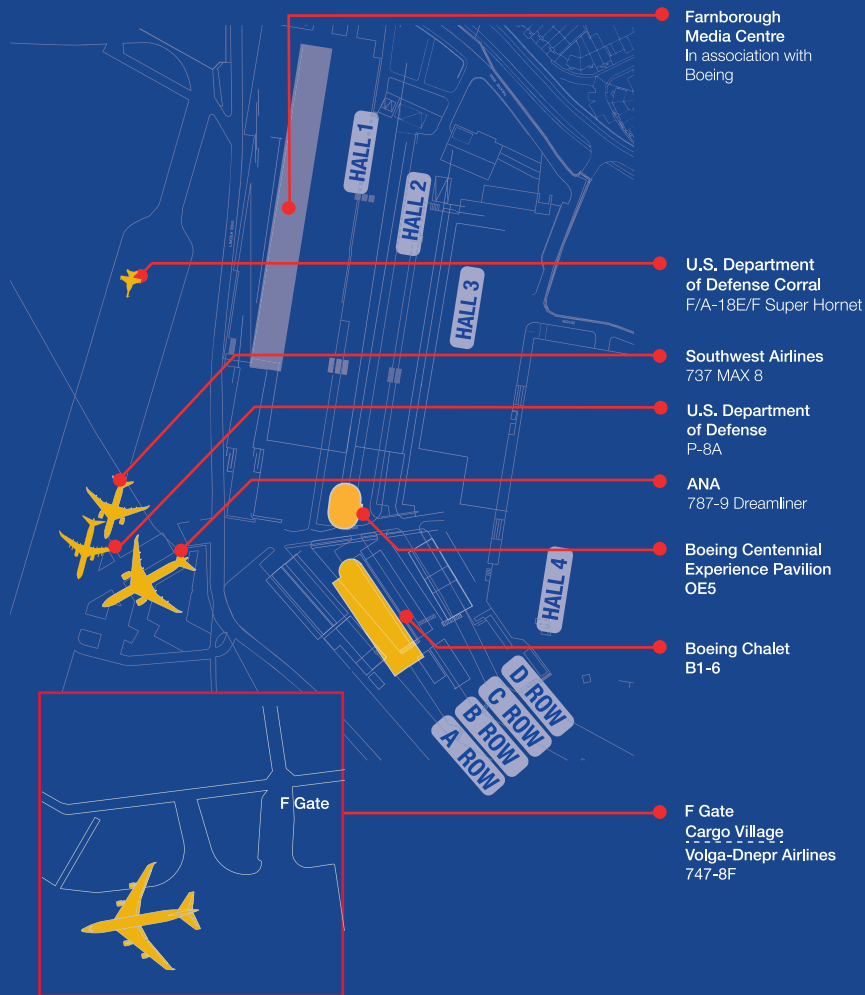 Farnborough
Media Centre
In association with
Boeing
HALL 1
HALL 2
HALL 3
U.S. Department
of Defense Corral
F/A-18E/F Super Hornet
Southwest Airlines
737 MAX 8
U.S. Department
of Defense
P-8A
ANA
787-9 Dreamliner
Boeing Centennial
Experience Pavilion
OE5
HALL 4
Boeing Chalet
B1-6
D ROW
C ROW
B ROW
A ROW
F Gate
F Gate
Cargo Village
Volga-Dnepr Airlines
747-8F